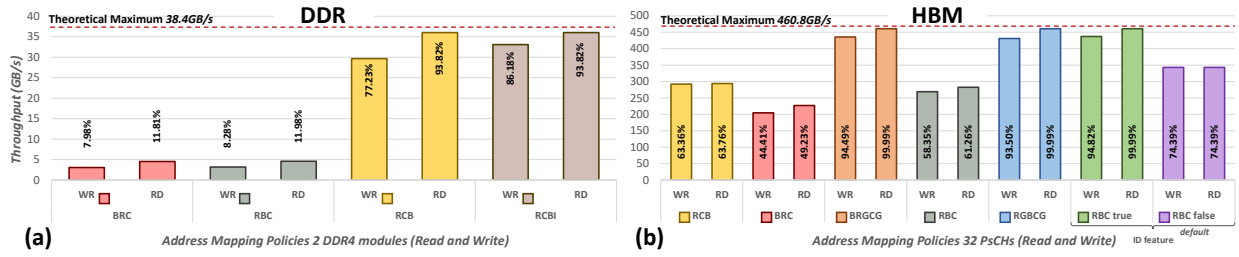 DDR
Theoretical Maximum 38.4GB/s
Throughput (GB/s)
40
35
30
25
20
15
10
5
0
7.98%
11.81%
8.28%
11.98%
77.23%
93.82%
86.18%
93.82%
WR RD WR RD WR RD WR RD
BRC RBC RCB RCBI
(a)
Address Mapping Policies 2 DDR4 modules (Read and Write)
HBM
Theoretical Maximum 460.8GB/s
500
450
400
350
300
250
200
150
100
50
0
63.36%
63.76%
44.41%
49.23%
94.49%
99.99%
58.35%
61.26%
93.50%
99.99%
94.82%
99.99%
74.39%
74.39%
WR RD WR RD WR RD WR RD WR RD WR RD WR RD
RCB BRC BRGCG RBC RGBCG RBC true RBC false
default
ID feature
(b)
Address Mapping Policies 32 PsCHs (Read and Write)